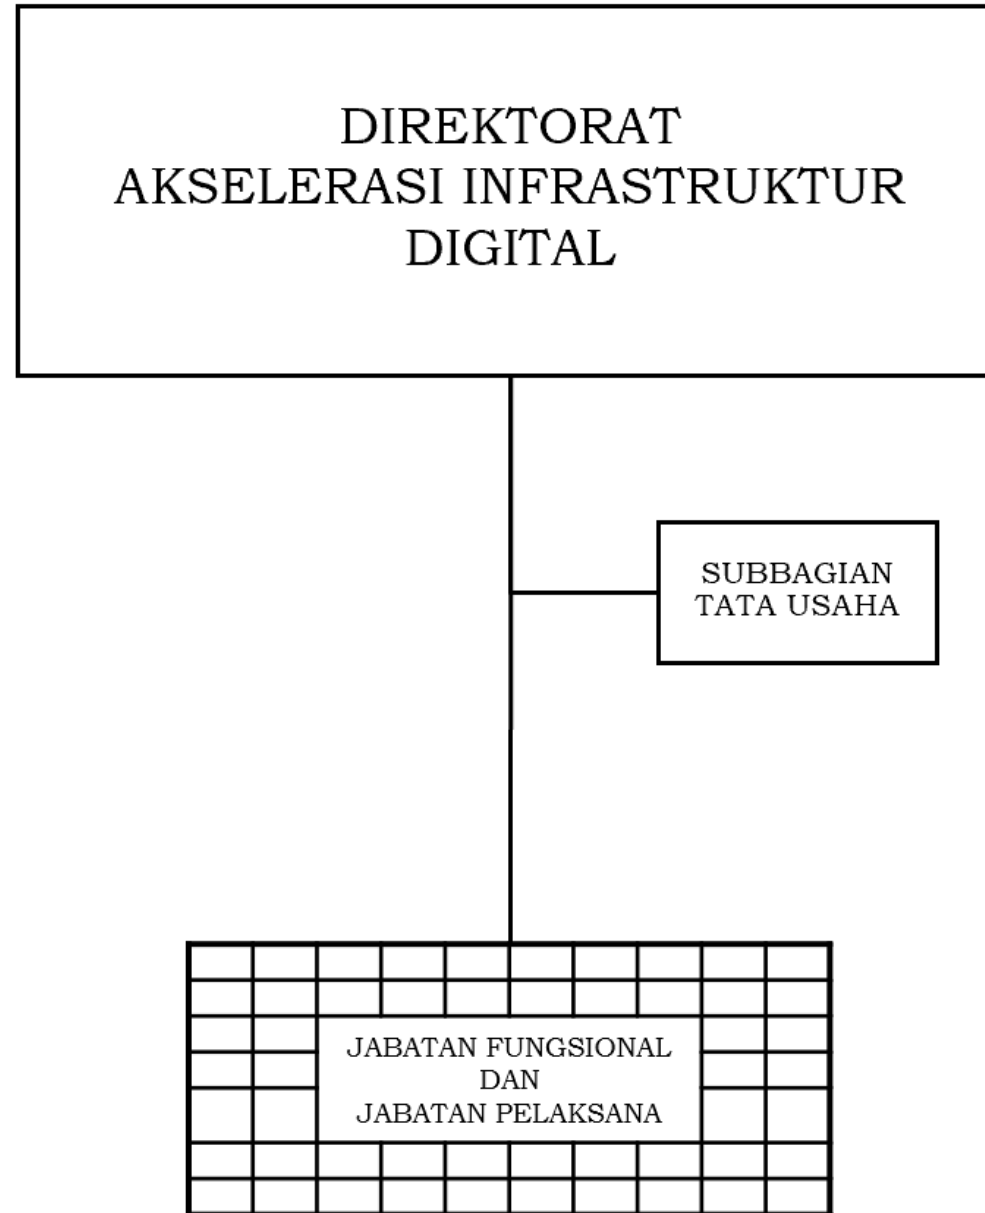 DIREKTORAT
AKSELERASI INFRASTRUKTUR
DIGITAL
SUBBAGIAN
TATA USAHA
JABATAN FUNGSIONAL
DAN
JABATAN PELAKSANA